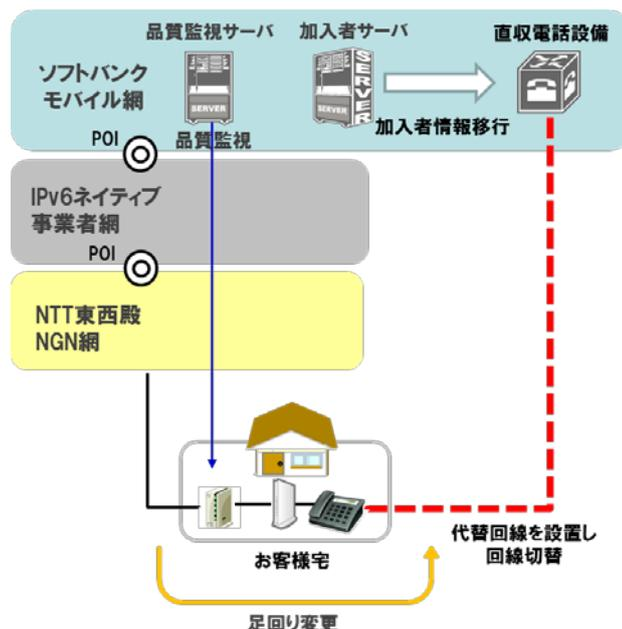 品質監視サーバ
加入者サーバ
直収電話設備
ソフトバンク
モバイル網
SERVER
SERVER
SERVER
加入者情報移行
POI
品質監視
IPv6ネイティブ
事業者網
POI
NTT東西殿
NGN網
代替回線を設置し
回線切替
お客様宅
足回り変更